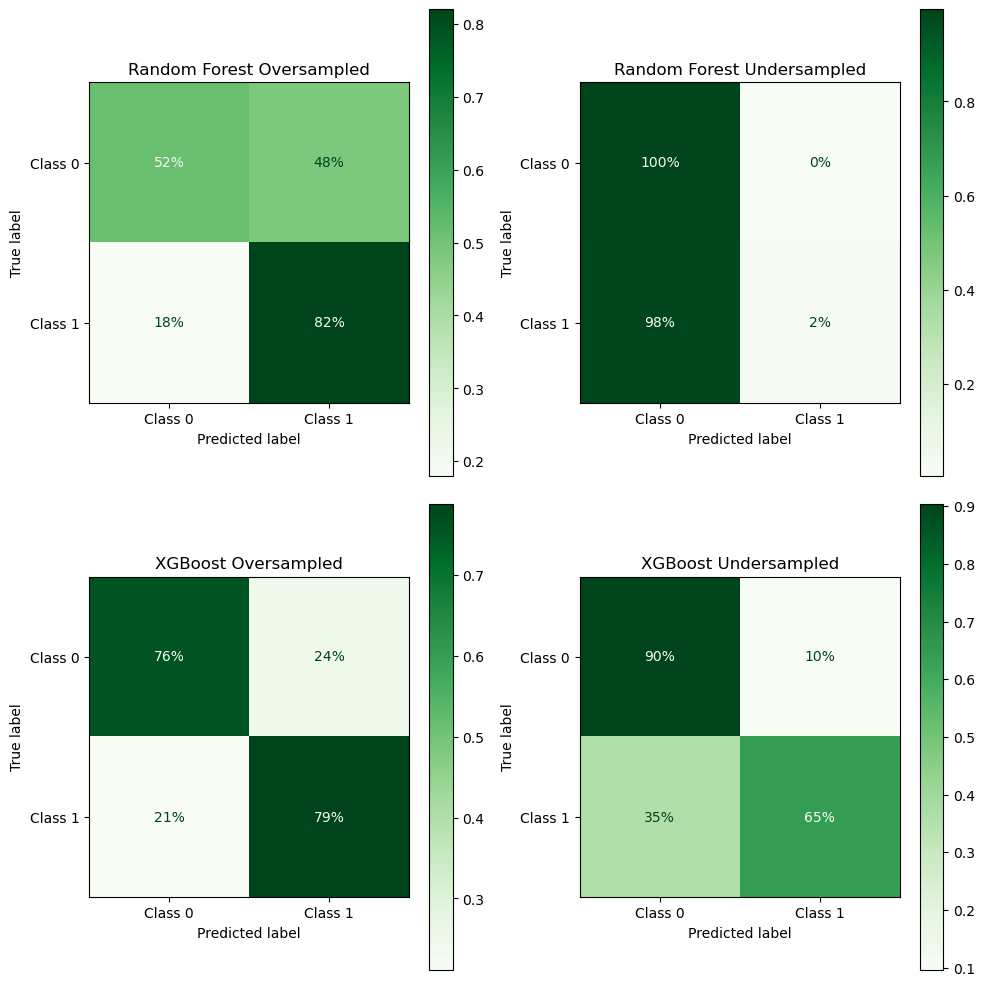 Random Forest Oversampled
Class 0
Class 1
True label
52%
48%
18%
82%
Class 0
Class 1
Predicted label
0.8
0.7
0.6
0.5
0.4
0.3
0.2
Random Forest Undersampled
Class 0
Class 1
True label
100%
0%
98%
2%
Class 0
Class 1
Predicted label
0.8
0.6
0.4
0.2
XGBoost Oversampled
Class 0
Class 1
True label
76%
24%
21%
79%
Class 0
Class 1
Predicted label
0.7
0.6
0.5
0.4
0.3
XGBoost Undersampled
Class 0
Class 1
True label
90%
10%
35%
65%
Class 0
Class 1
Predicted label
0.9
0.8
0.7
0.6
0.5
0.4
0.3
0.2
0.1